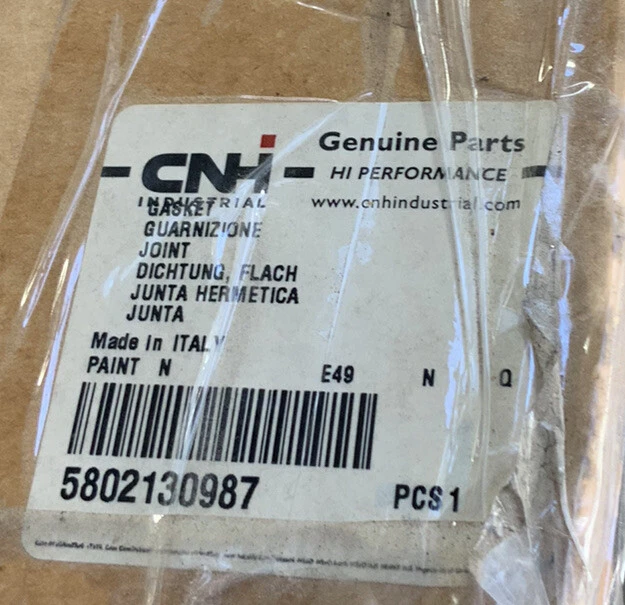 CNH
INDUSTRIAL
Genuine Parts
HI PERFORMANCE
www.cnhindustrial.com
GASKET
GUARNIZIONE
JOINT
DICHTUNG, FLACH
JUNTA HERMETICA
JUNTA
Made in ITALY
PAINT N E49 N Q
5802130987 PCS 1